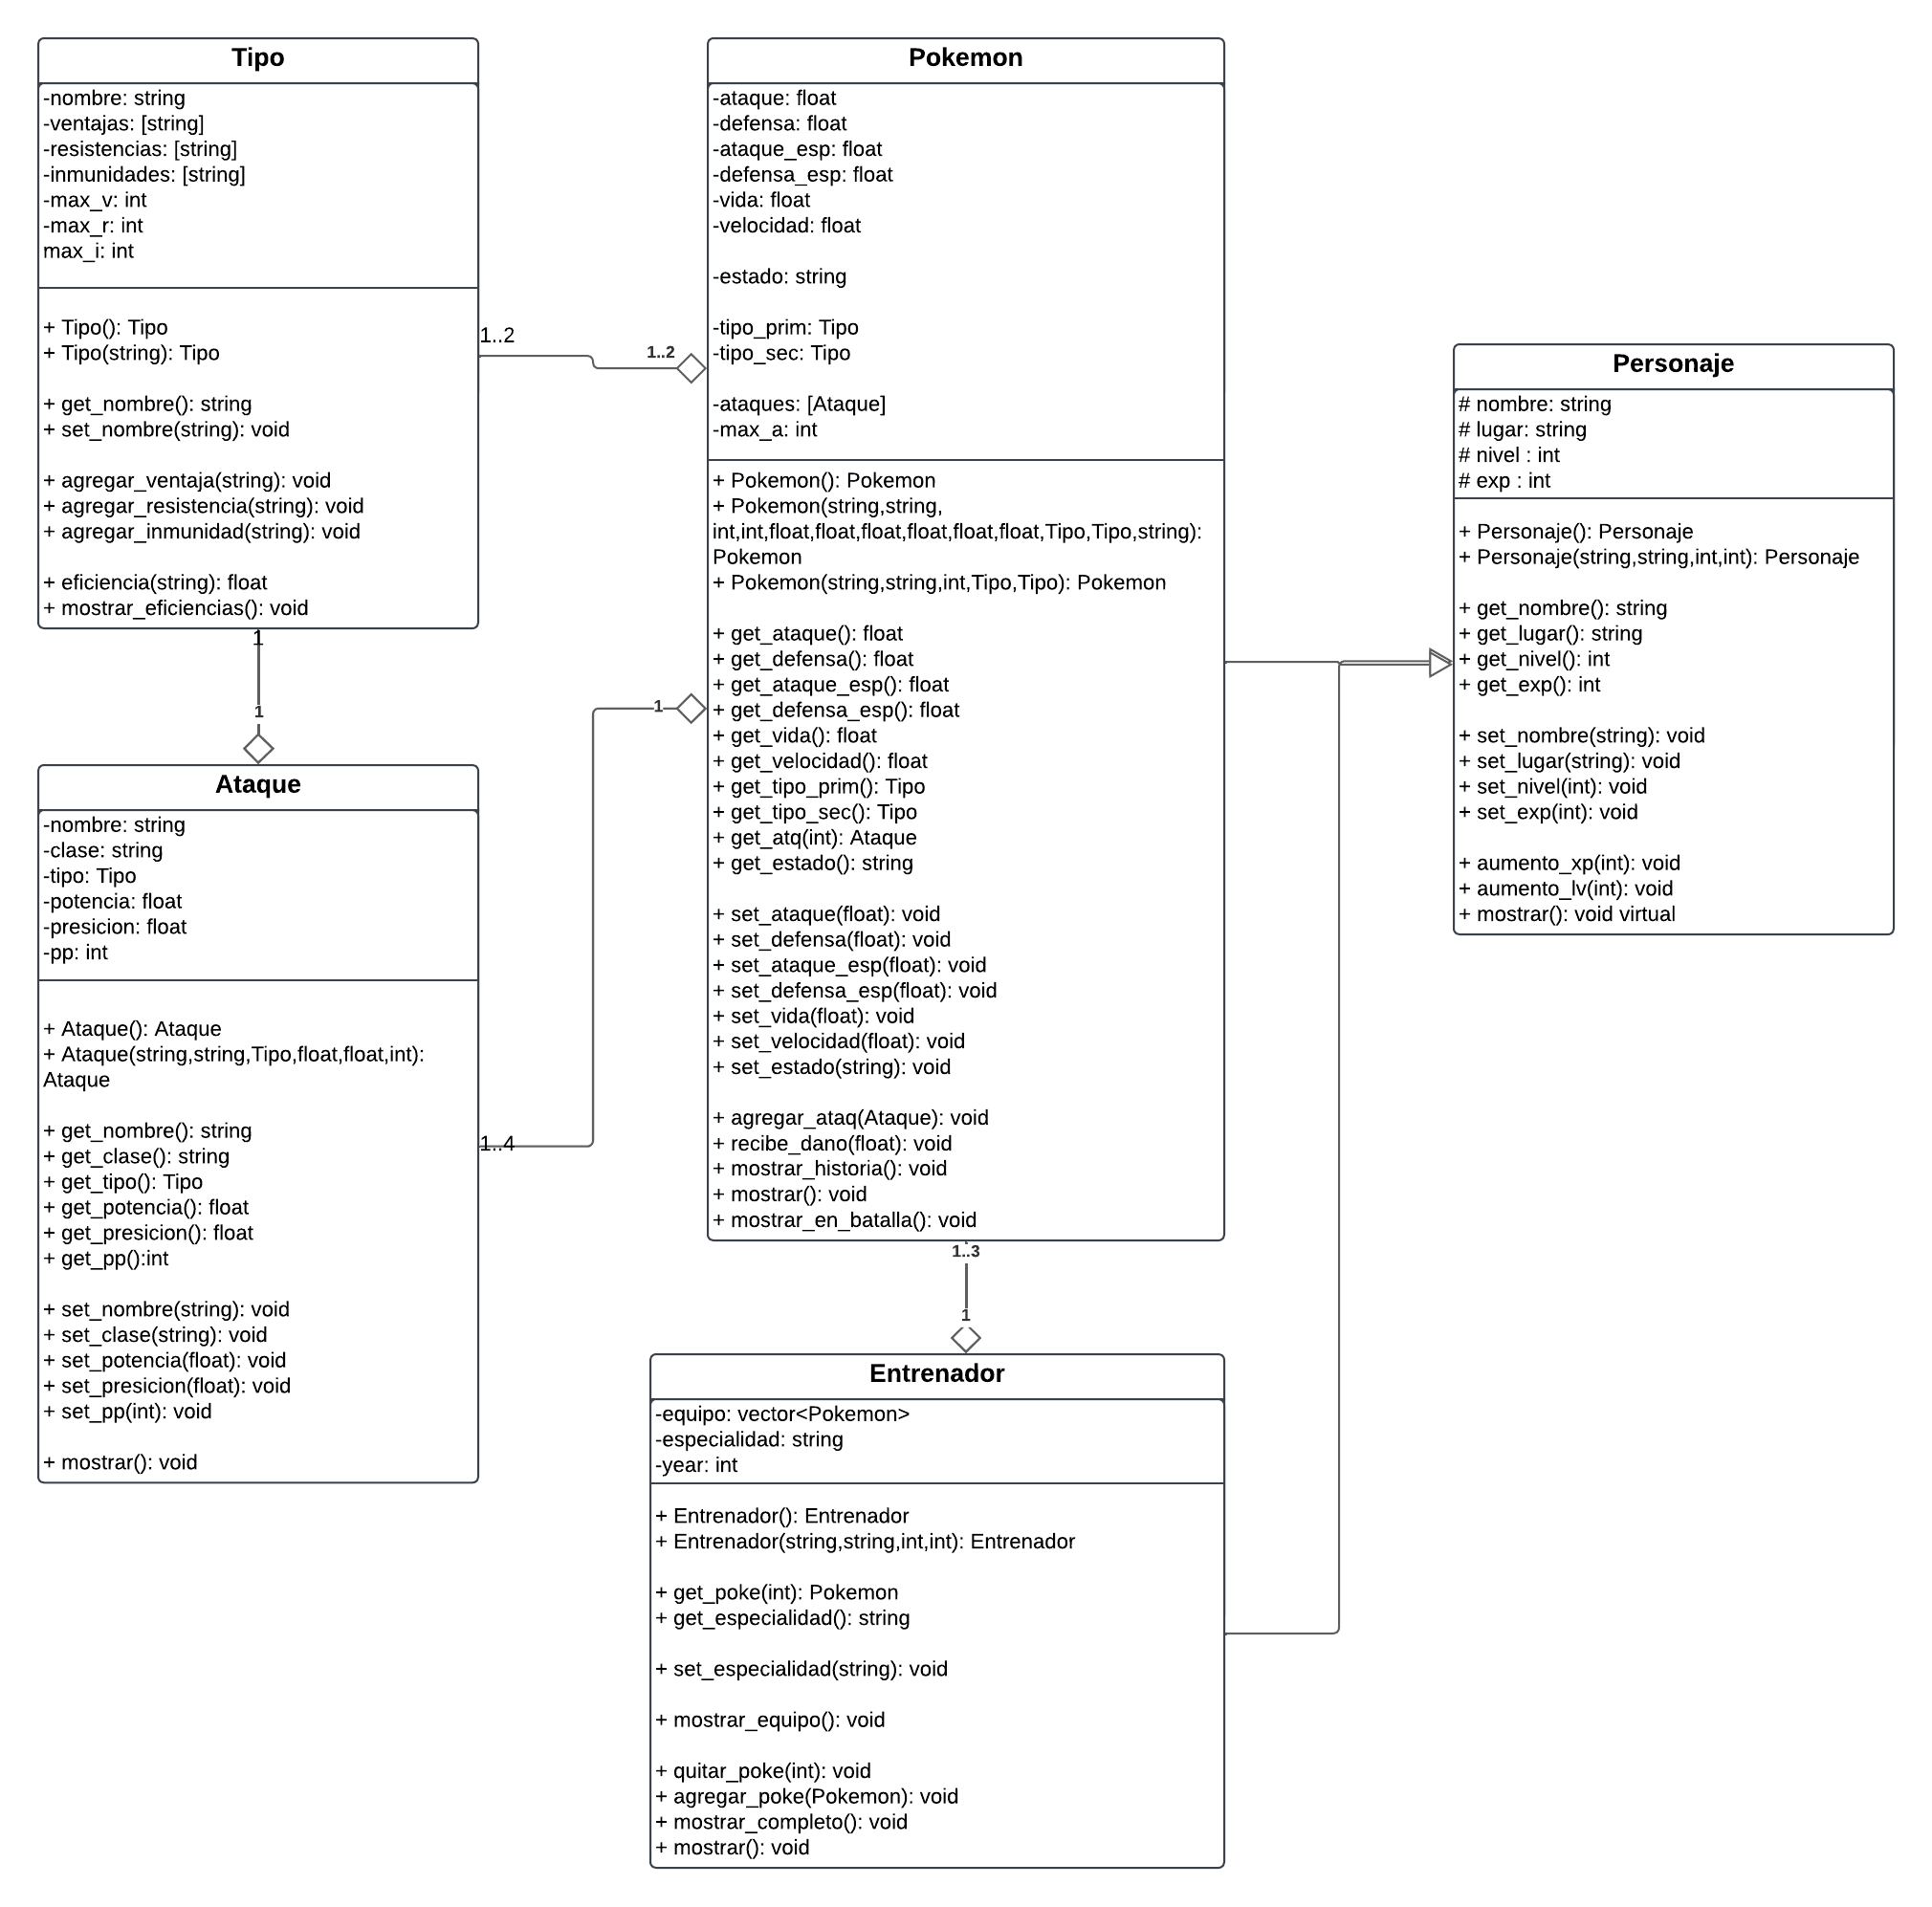 Tipo
-nombre: string
-ventajas: [string]
-resistencias: [string]
-inmunidades: [string]
-max_v: int
-max_r: int
max_i: int
+ Tipo(): Tipo
+ Tipo(string): Tipo
+ get_nombre(): string
+ set_nombre(string): void
+ agregar_ventaja(string): void
+ agregar_resistencia(string): void
+ agregar_inmunidad(string): void
+ eficiencia(string): float
+ mostrar_eficiencias(): void
1..2
1..2
1
1
Ataque
-nombre: string
-clase: string
-tipo: Tipo
-potencia: float
-presicion: float
-pp: int
+ Ataque(): Ataque
+ Ataque(string,string,Tipo,float,float,int):
Ataque
+ get_nombre(): string
+ get_clase(): string
+ get_tipo(): Tipo
+ get_potencia(): float
+ get_presicion(): float
+ get_pp():int
+ set_nombre(string): void
+ set_clase(string): void
+ set_potencia(float): void
+ set_presicion(float): void
+ set_pp(int): void
+ mostrar(): void
1..4
1
Pokemon
-ataque: float
-defensa: float
-ataque_esp: float
-defensa_esp: float
-vida: float
-velocidad: float
-estado: string
-tipo_prim: Tipo
-tipo_sec: Tipo
-ataques: [Ataque]
-max_a: int
+ Pokemon(): Pokemon
+ Pokemon(string,string,
int,int,float,float,float,float,float,float,Tipo,Tipo,string):
Pokemon
+ Pokemon(string,string,int,Tipo,Tipo): Pokemon
+ get_ataque(): float
+ get_defensa(): float
+ get_ataque_esp(): float
+ get_defensa_esp(): float
+ get_vida(): float
+ get_velocidad(): float
+ get_tipo_prim(): Tipo
+ get_tipo_sec(): Tipo
+ get_atq(int): Ataque
+ get_estado(): string
+ set_ataque(float): void
+ set_defensa(float): void
+ set_ataque_esp(float): void
+ set_defensa_esp(float): void
+ set_vida(float): void
+ set_velocidad(float): void
+ set_estado(string): void
+ agregar_ataq(Ataque): void
+ recibe_dano(float): void
+ mostrar_historia(): void
+ mostrar(): void
+ mostrar_en_batalla(): void
1..3
1
Entrenador
-equipo: vector<Pokemon>
-especialidad: string
-year: int
+ Entrenador(): Entrenador
+ Entrenador(string,string,int,int): Entrenador
+ get_poke(int): Pokemon
+ get_especialidad(): string
+ set_especialidad(string): void
+ mostrar_equipo(): void
+ quitar_poke(int): void
+ agregar_poke(Pokemon): void
+ mostrar_completo(): void
+ mostrar(): void
Personaje
# nombre: string
# lugar: string
# nivel : int
# exp : int
+ Personaje(): Personaje
+ Personaje(string,string,int,int): Personaje
+ get_nombre(): string
+ get_lugar(): string
+ get_nivel(): int
+ get_exp(): int
+ set_nombre(string): void
+ set_lugar(string): void
+ set_nivel(int): void
+ set_exp(int): void
+ aumento_xp(int): void
+ aumento_lv(int): void
+ mostrar(): void virtual